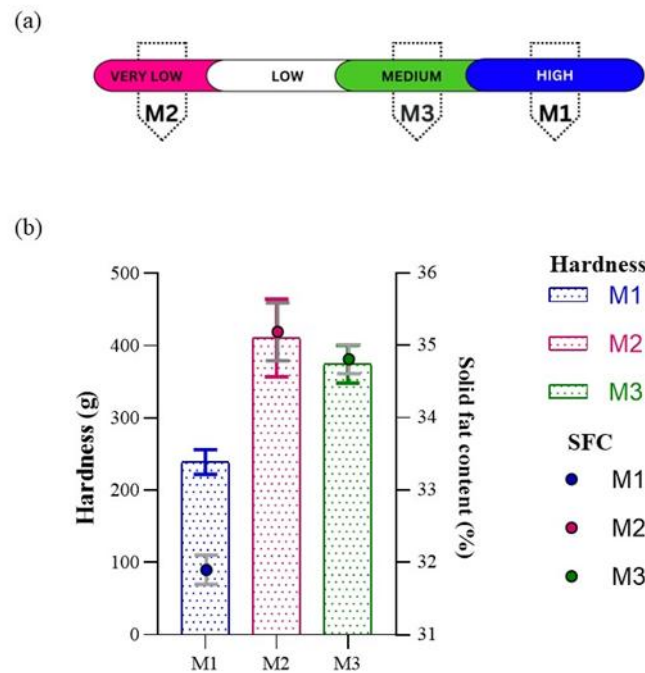 (a)
VERY LOW LOW MEDIUM HIGH
M2 M3 M1
(b)
Hardness (g)
500
400
300
200
100
0
M1 M2 M3
36
35
34
33
32
31
Solid fat content (%)
Hardness
M1
M2
M3
SFC
M1
M2
M3